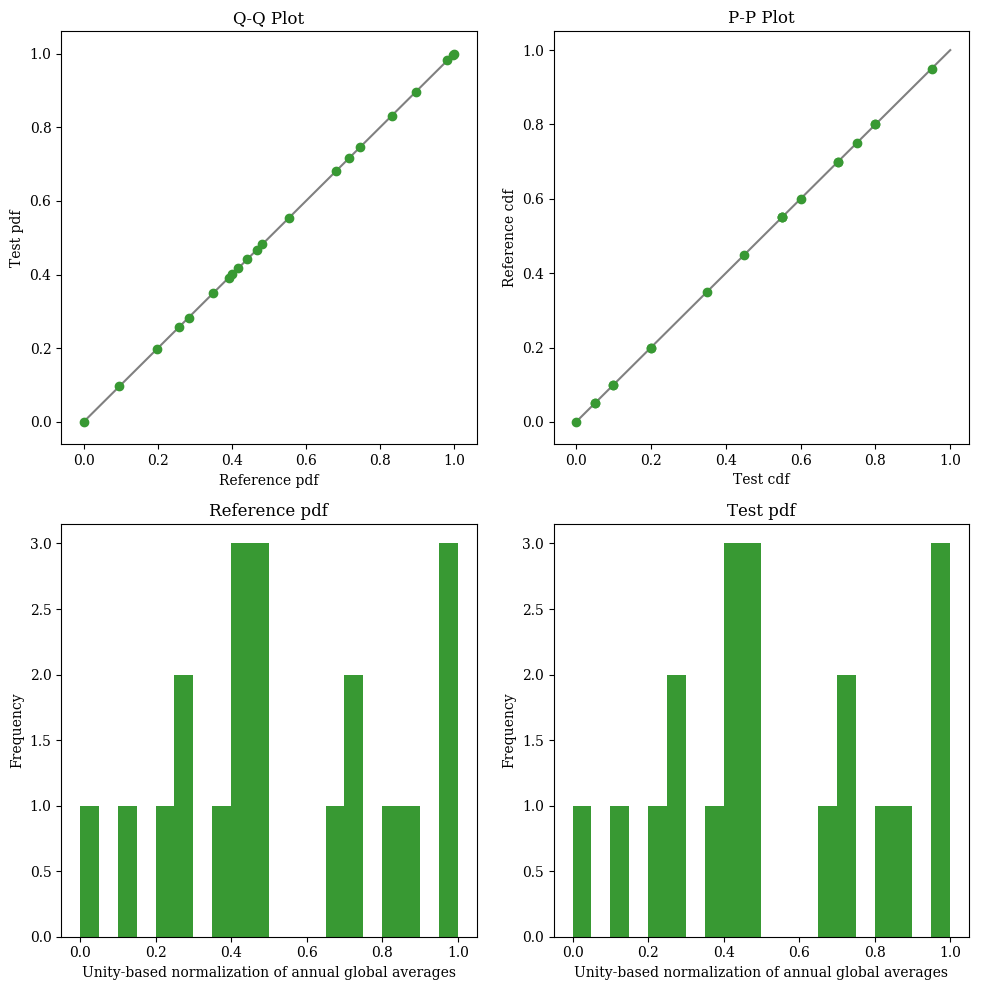 Q-Q Plot
1.0
0.8
0.6
0.4
0.2
0.0
Test pdf
0.0 0.2 0.4 0.6 0.8 1.0
Reference pdf
P-P Plot
1.0
0.8
0.6
0.4
0.2
0.0
Reference cdf
0.0 0.2 0.4 0.6 0.8 1.0
Test cdf
Reference pdf
3.0
2.5
2.0
1.5
1.0
0.5
0.0
Frequency
0.0 0.2 0.4 0.6 0.8 1.0
Unity-based normalization of annual global averages
Test pdf
3.0
2.5
2.0
1.5
1.0
0.5
0.0
Frequency
0.0 0.2 0.4 0.6 0.8 1.0
Unity-based normalization of annual global averages